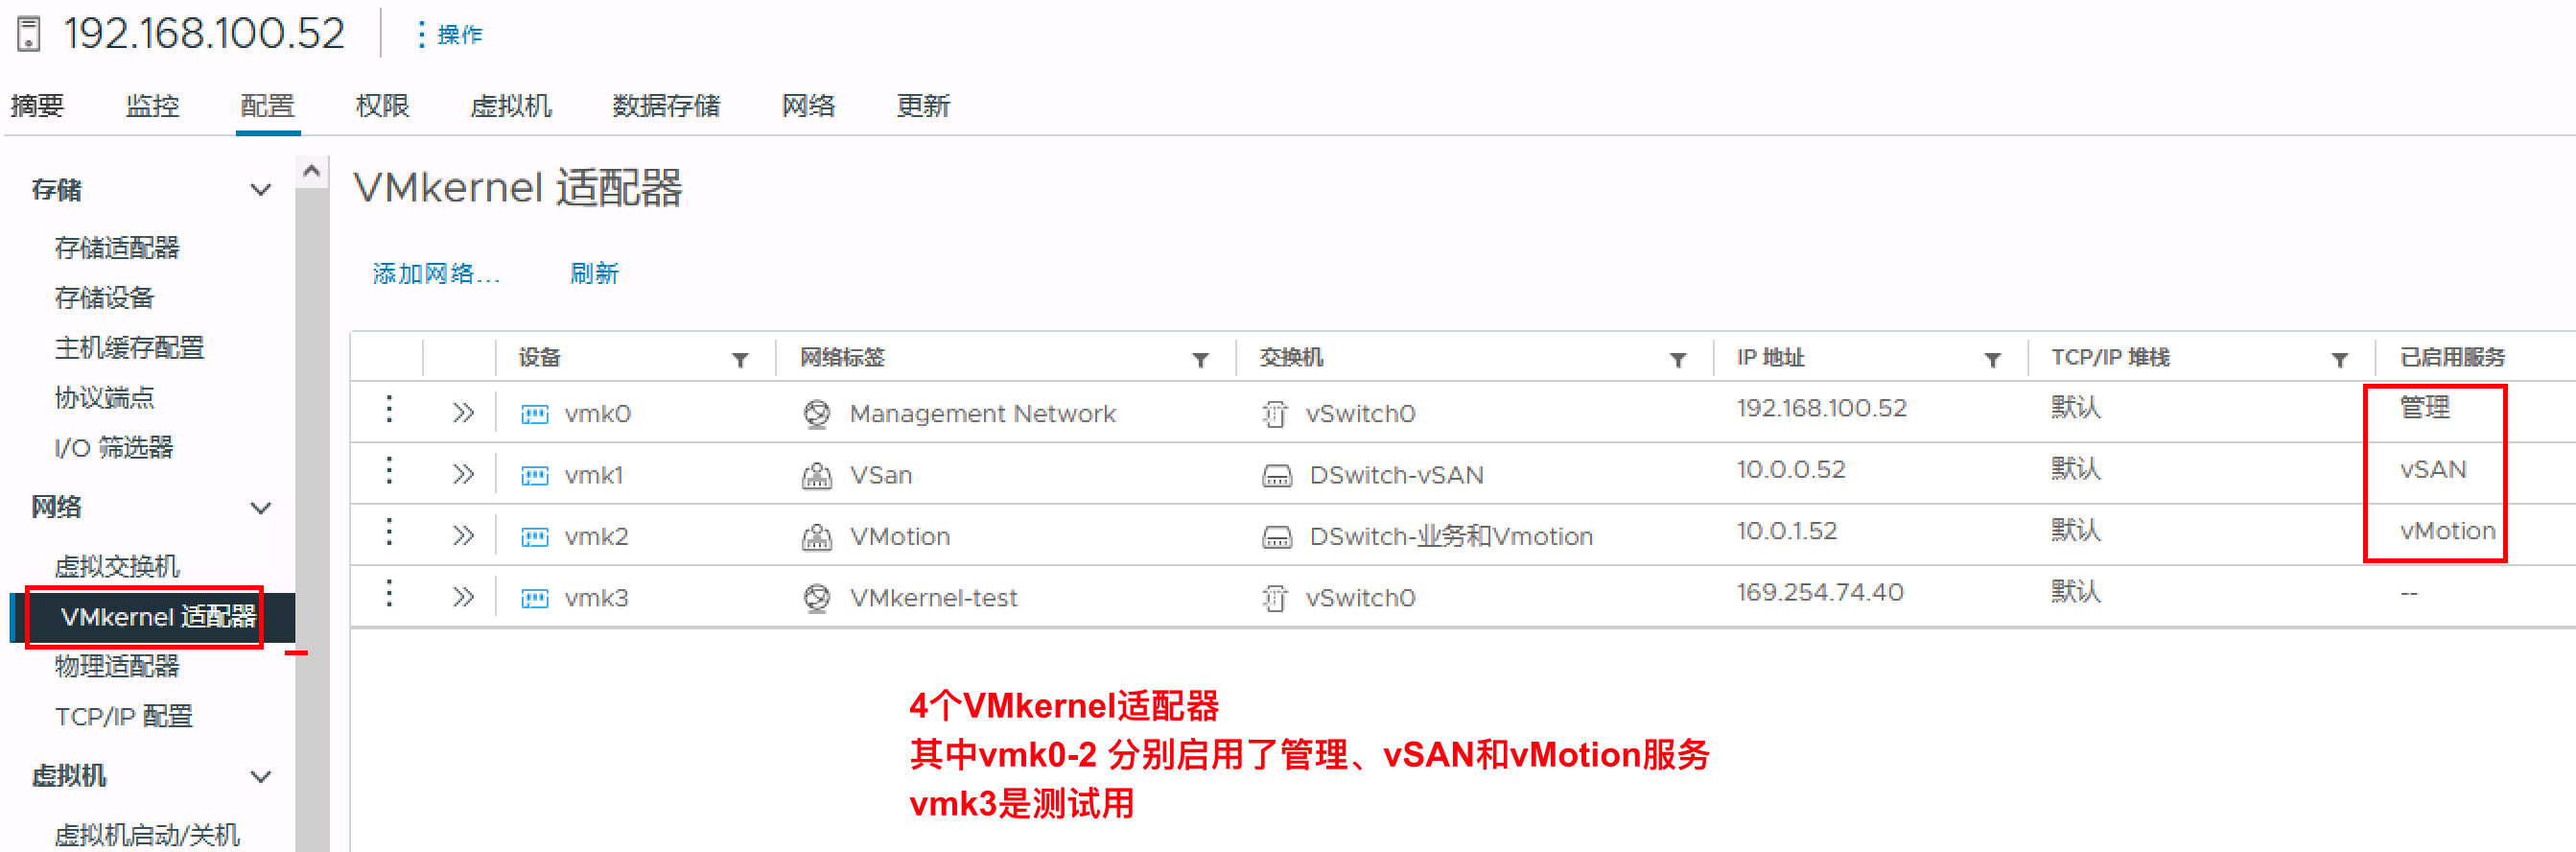 192.168.100.52
操作
摘要 监控 配置 权限 虚拟机 数据存储 网络 更新
存储
存储适配器
存储设备
主机缓存配置
协议端点
I/O 筛选器
网络
虚拟交换机
VMkernel 适配器
物理适配器
TCP/IP 配置
虚拟机
虚拟机启动/关机
VMkernel 适配器
添加网络... 刷新
设备 网络标签 交换机 IP 地址 TCP/IP 堆栈 已启用服务
vmk0 Management Network vSwitch0 192.168.100.52 默认 管理
vmk1 VSan DSwitch-vSAN 10.0.0.52 默认 vSAN
vmk2 VMotion DSwitch-业务和Vmotion 10.0.1.52 默认 vMotion
vmk3 VMkernel-test vSwitch0 169.254.74.40 默认 --
4个VMkernel适配器
其中vmk0-2 分别启用了管理、vSAN和vMotion服务
vmk3是测试用